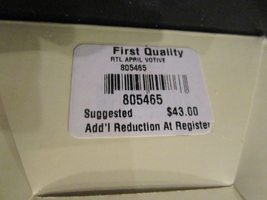 First Quality
RTL APRIL VOTIVE
805465
805465
Suggested $43.00
Add'l Reduction At Register